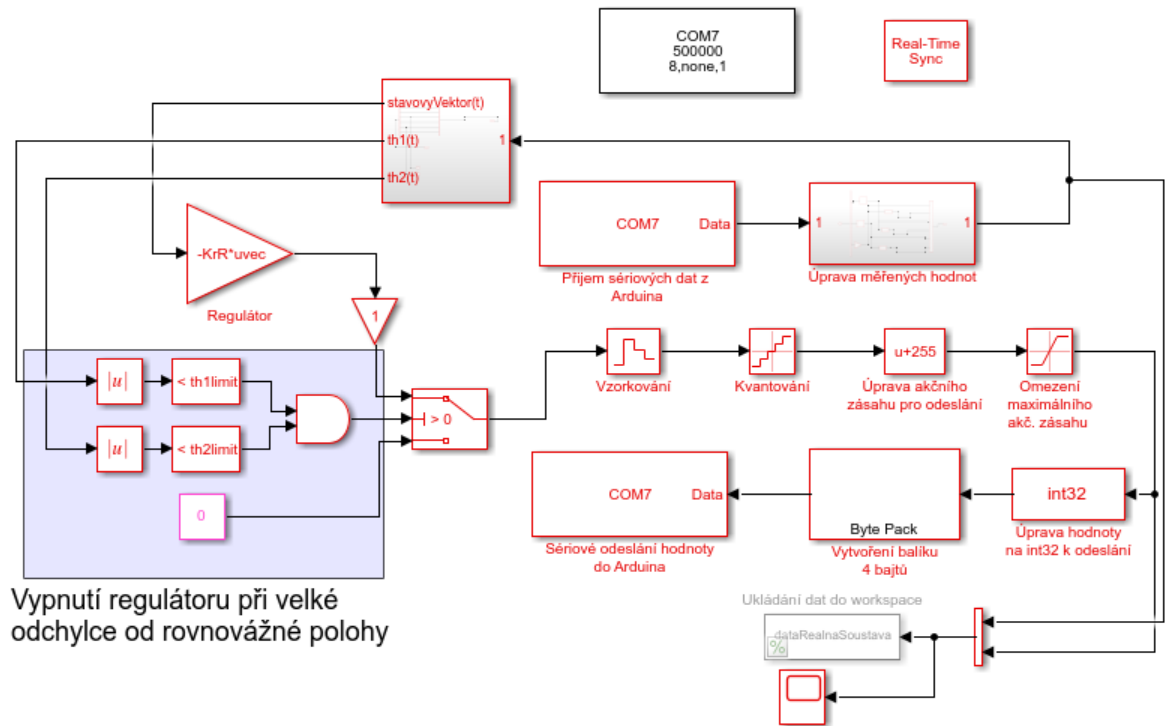 COM7
500000
8,none,1
Real-Time
Sync
stavovyVektor(t)
th1(t)
1
th2(t)
COM7
Data
1
1
-KrR*uvec
Příjem sériových dat z
Arduina
Úprava měřených hodnot
Regulátor
1
|u|
< th1limit
> 0
u+255
Vzorkování
Kvantování
Úprava akčního
zásahu pro odeslání
Omezení
maximálního
akč. zásahu
|u|
< th2limit
0
COM7
Data
Byte Pack
int32
Sériové odeslání hodnoty
do Arduina
Vytvoření balíku
4 bajtů
Úprava hodnoty
na int32 k odeslání
Vypnutí regulátoru při velké
odchylce od rovnovážné polohy
Ukládání dat do workspace
dataRealnaSoustava
%